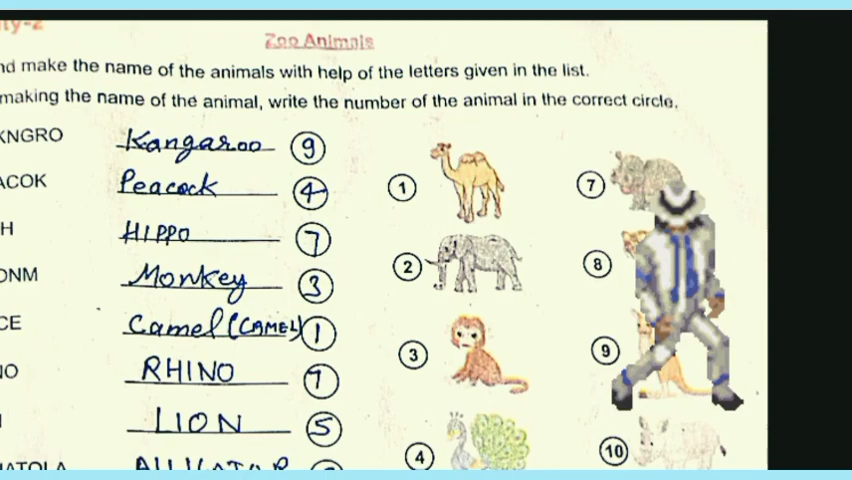 Zoo Animals
make the name of the animals with help of the letters given in the list.
making the name of the animal, write the number of the animal in the correct circle.
KNGRO Kangaroo 9
ACOK Peacock 4
H HIPPO 7
ONM Monkey 3
CE Camel (CAMEL) 1
NO RHINO 7
LION 5
1 7
2 8
3 9
4 10